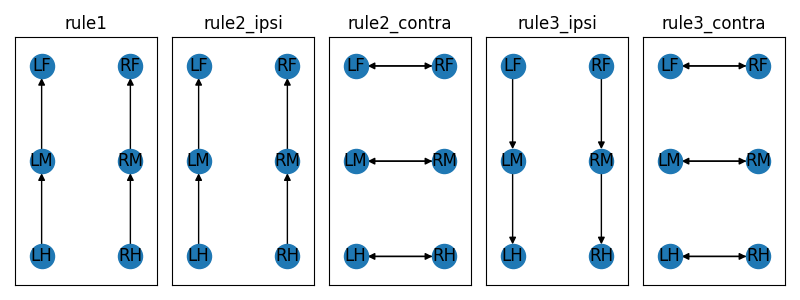 rule1 rule2_ipsi rule2_contra rule3_ipsi rule3_contra
LF RF LF RF LF RF LF RF LF RF
LM RM LM RM LM RM LM RM LM RM
LH RH LH RH LH RH LH RH LH RH